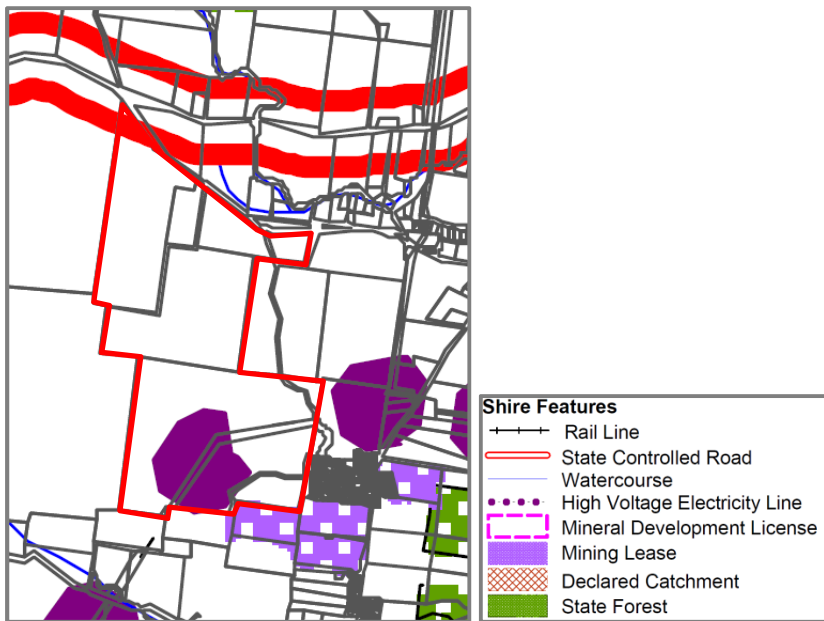 Shire Features
Rail Line
State Controlled Road
Watercourse
High Voltage Electricity Line
Mineral Development License
Mining Lease
Declared Catchment
State Forest